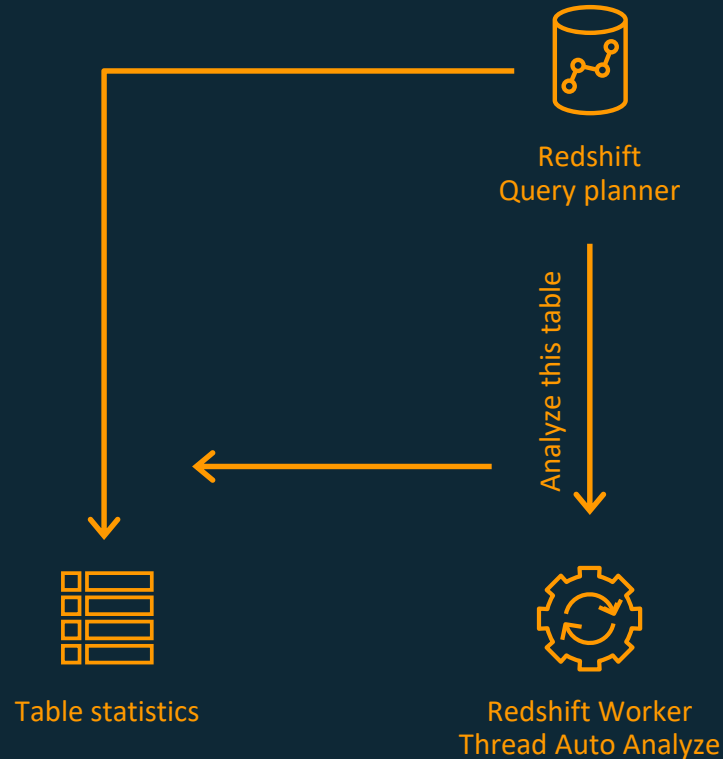 Redshift
Query planner
Analyze this table
Table statistics
Redshift Worker
Thread Auto Analyze